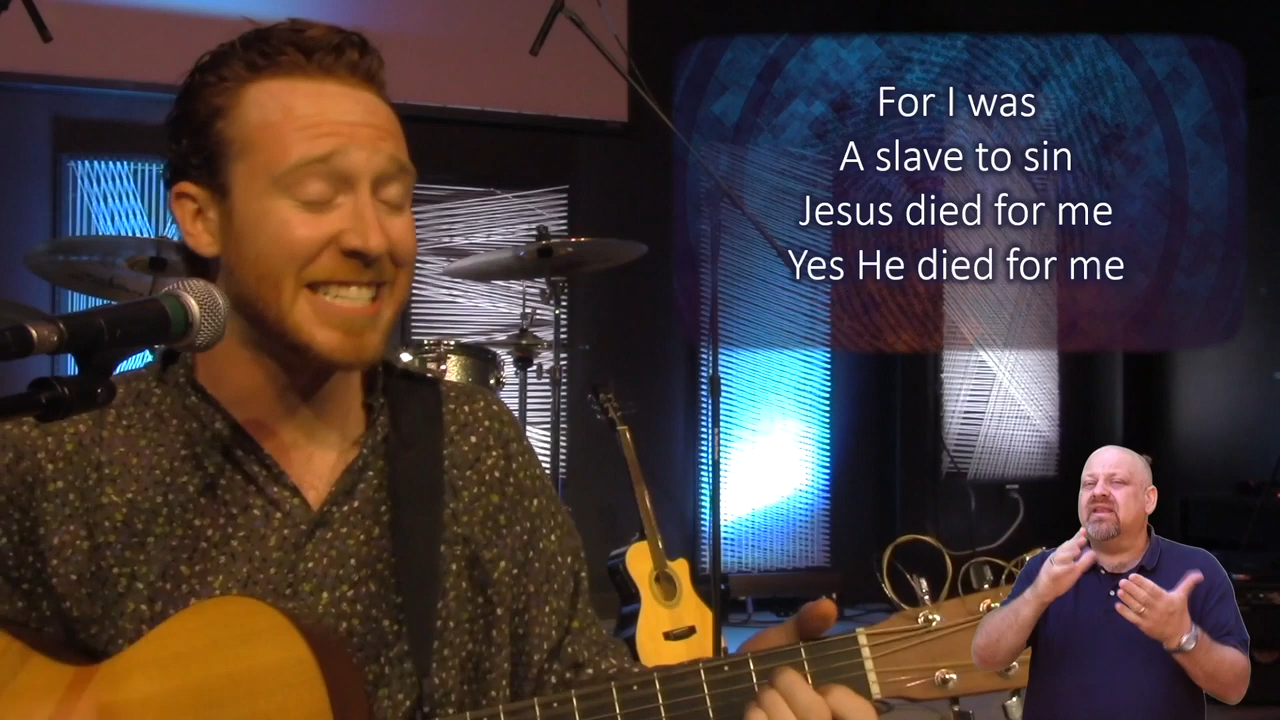 For I was
A slave to sin
Jesus died for me
Yes He died for me